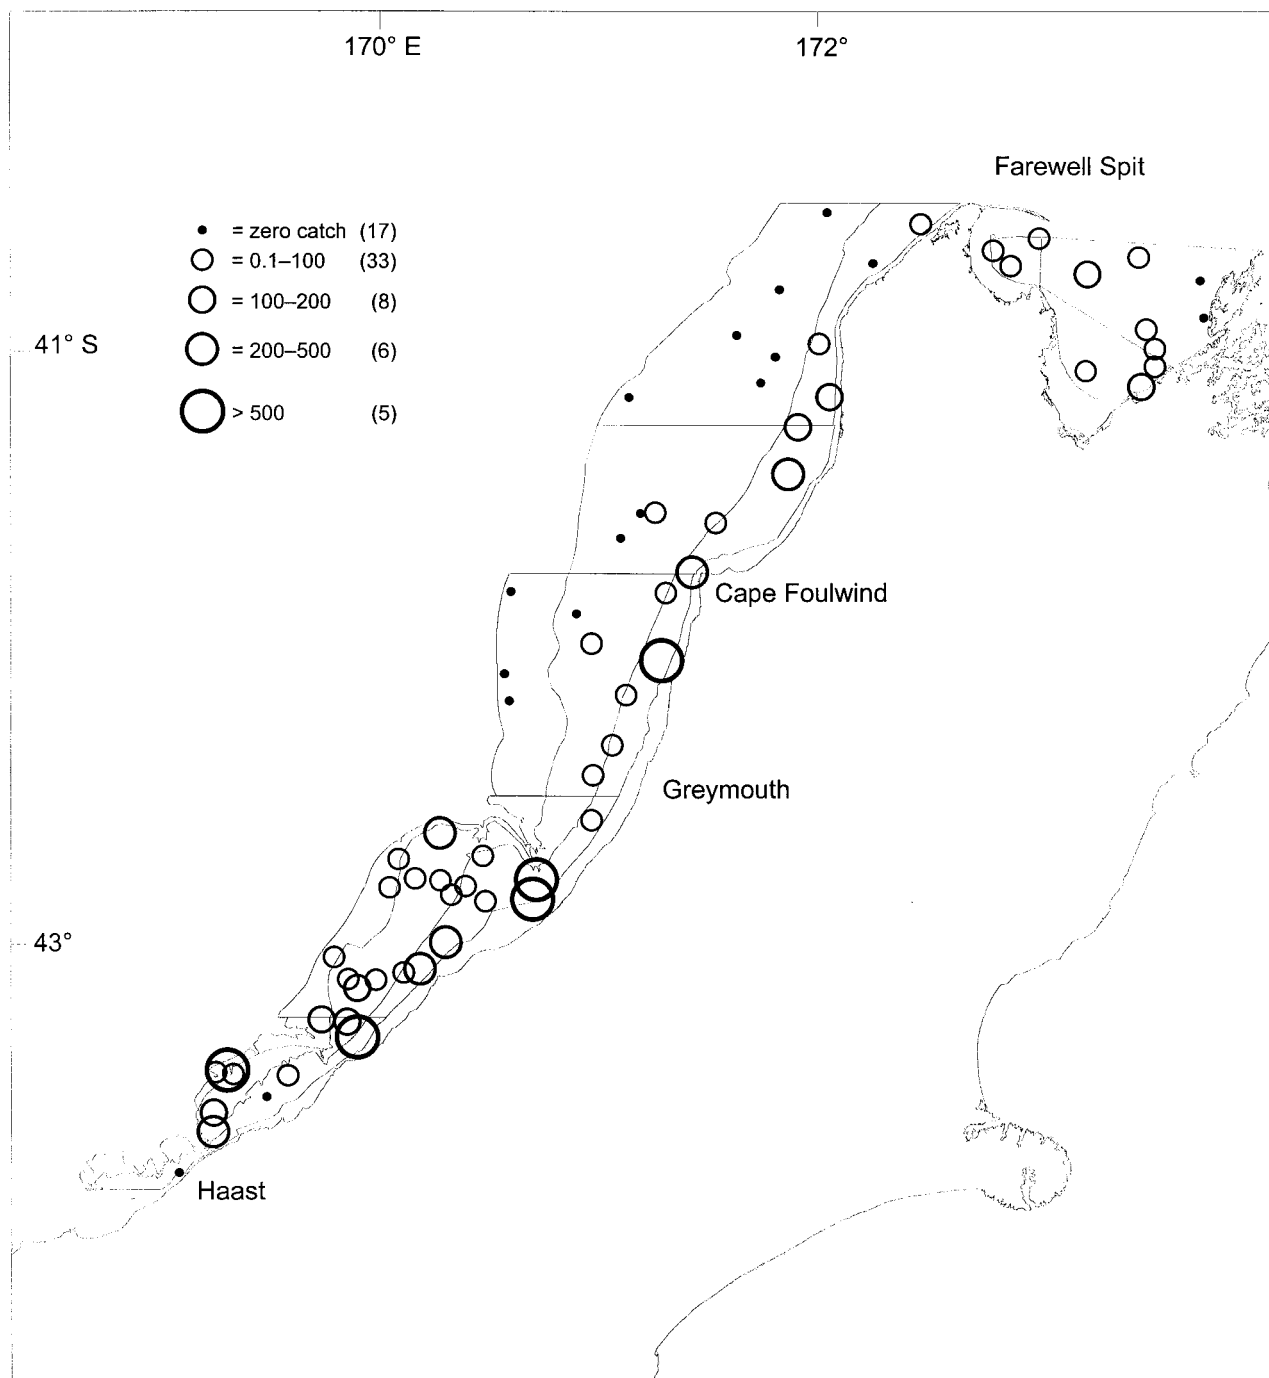 170° E
172°
Farewell Spit
= zero catch (17)
= 0.1–100 (33)
= 100–200 (8)
= 200–500 (6)
> 500 (5)
41° S
Cape Foulwind
Greymouth
43°
Haast